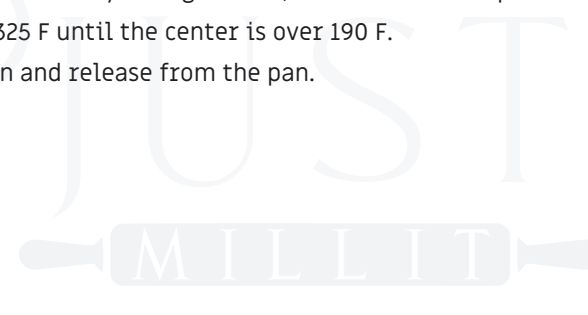 325 F until the center is over 190 F.
n and release from the pan.
JUST
MILLIT